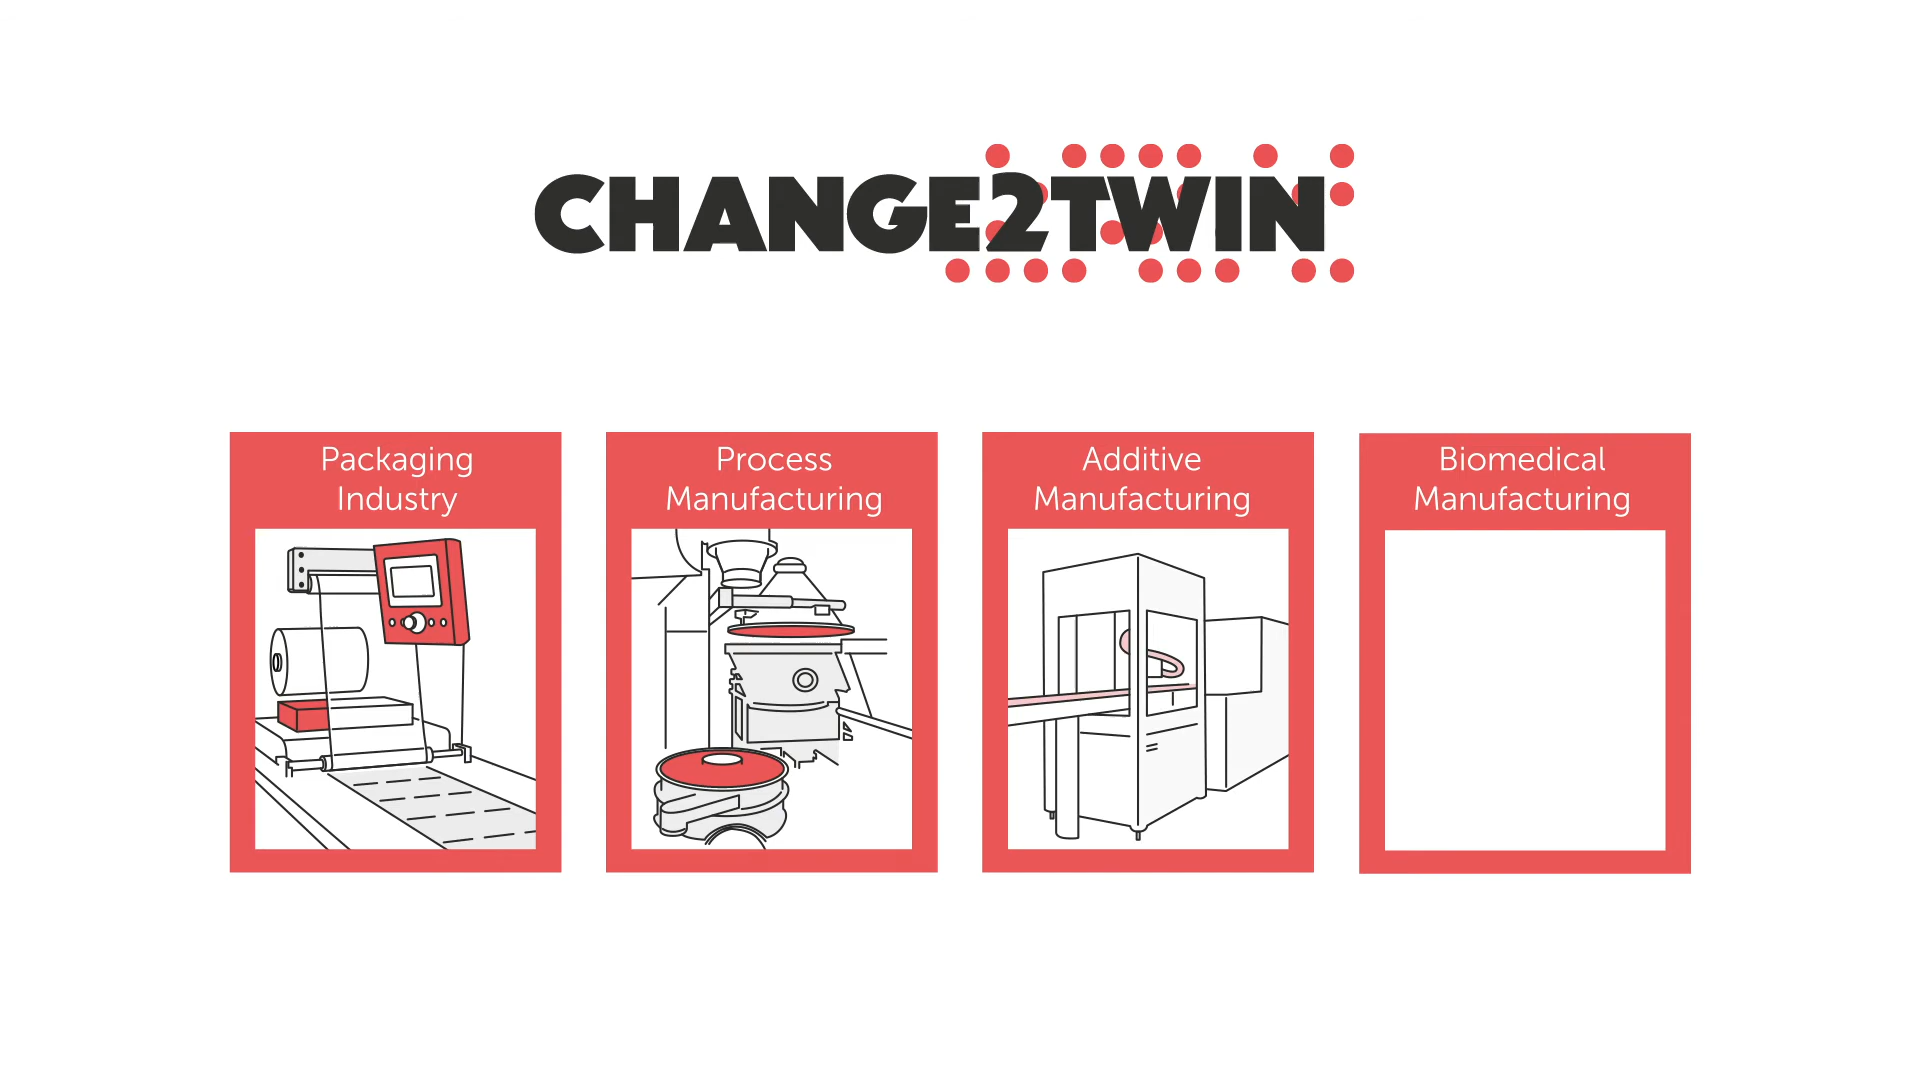 CHANGE2TWIN
Packaging
Industry
Process
Manufacturing
Additive
Manufacturing
Biomedical
Manufacturing